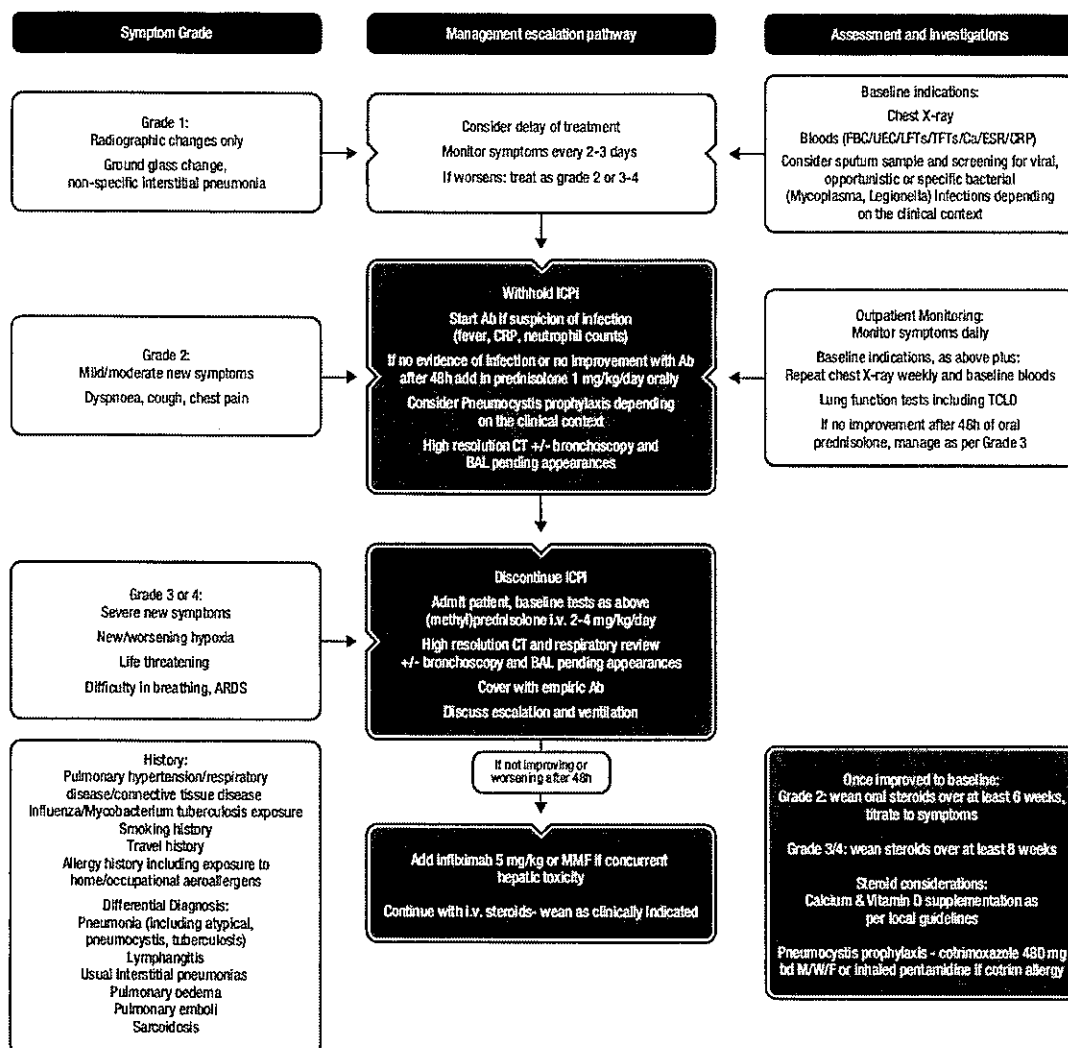 Symptom Grade
Management escalation pathway
Assessment and Investigations
Grade 1:
Radiographic changes only
Ground glass change,
non-specific interstitial pneumonia
Consider delay of treatment
Monitor symptoms every 2-3 days
If worsens: treat as grade 2 or 3-4
Baseline indications:
Chest X-ray
Bloods (FBC/UEC/LFTs/TFTs/Ca/ESR/CRP)
Consider sputum sample and screening for viral,
opportunistic or specific bacterial
(Mycoplasma, Legionella) Infections depending
on the clinical context
Grade 2:
Mild/moderate new symptoms
Dyspnoea, cough, chest pain
Withhold ICPI
Start Ab if suspicion of infection
(fever, CRP, neutrophil counts)
If no evidence of infection or no improvement with Ab
after 48h add in prednisolone 1 mg/kg/day orally
Consider Pneumocystis prophylaxis depending
on the clinical context
High resolution CT +/- bronchoscopy and
BAL pending appearances
Outpatient Monitoring:
Monitor symptoms daily
Baseline indications, as above plus:
Repeat chest X-ray weekly and baseline bloods
Lung function tests including TCLO
If no improvement after 48h of oral
prednisolone, manage as per Grade 3
Grade 3 or 4:
Severe new symptoms
New/worsening hypoxia
Life threatening
Difficulty in breathing, ARDS
Discontinue ICPI
Admit patient, baseline tests as above
(methyl)prednisolone i.v. 2-4 mg/kg/day
High resolution CT and respiratory review
+/- bronchoscopy and BAL pending appearances
Cover with empiric Ab
Discuss escalation and ventilation
If not improving or
worsening after 48h
Add infliximab 5 mg/kg or MMF if concurrent
hepatic toxicity
Continue with i.v. steroids- wean as clinically indicated
History:
Pulmonary hypertension/respiratory
disease/connective tissue disease
Influenza/Mycobacterium tuberculosis exposure
Smoking history
Travel history
Allergy history including exposure to
home/occupational aeroallergens
Differential Diagnosis:
Pneumonia (including atypical,
pneumocystis, tuberculosis)
Lymphangitis
Usual interstitial pneumonias
Pulmonary oedema
Pulmonary emboli
Sarcoidosis
Once improved to baseline:
Grade 2: wean oral steroids over at least 6 weeks,
titrate to symptoms
Grade 3/4: wean steroids over at least 8 weeks
Steroid considerations:
Calcium & Vitamin D supplementation as
per local guidelines
Pneumocystis prophylaxis - cotrimoxazole 480 mg
bd M/W/F or inhaled pentamidine if cotrim allergy